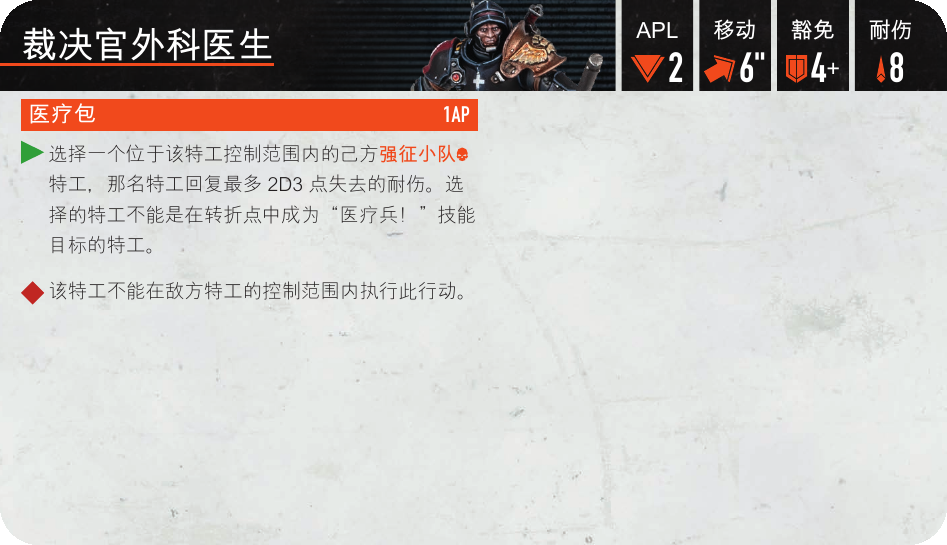 裁决官外科医生
APL 移动 豁免 耐伤
2 6" 4+ 8
医疗包 1AP
选择一个位于该特工控制范围内的己方强征小队
特工，那名特工回复最多 2D3 点失去的耐伤。选
择的特工不能是在转折点中成为“医疗兵！”技能
目标的特工。
该特工不能在敌方特工的控制范围内执行此行动。